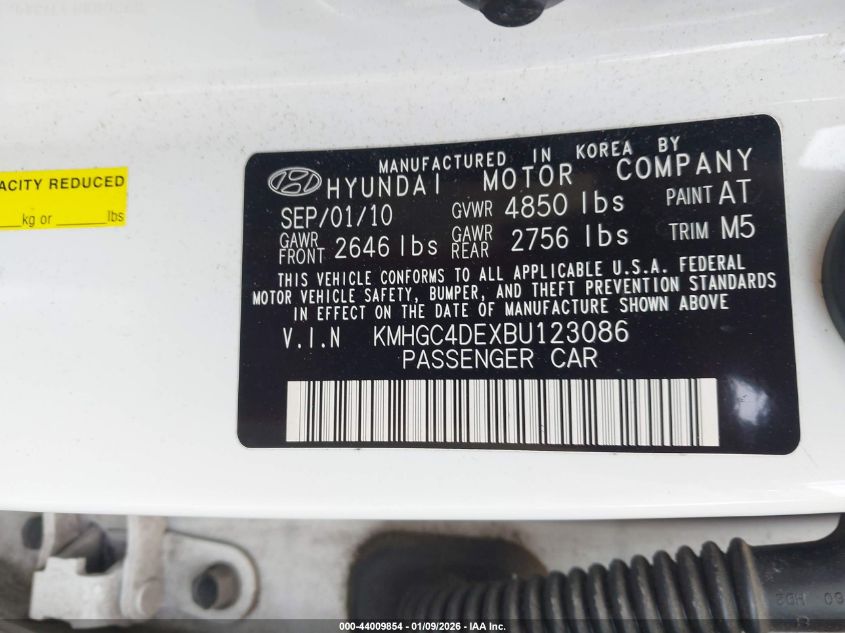 ACITY REDUCED
kg or lbs
MANUFACTURED IN KOREA BY
HYUNDAI MOTOR COMPANY
SEP/01/10 GVWR 4850 lbs PAINT AT
GAWR FRONT 2646 lbs GAWR REAR 2756 lbs TRIM M5
THIS VEHICLE CONFORMS TO ALL APPLICABLE U.S.A. FEDERAL
MOTOR VEHICLE SAFETY, BUMPER, AND THEFT PREVENTION STANDARDS
IN EFFECT ON THE DATE OF MANUFACTURE SHOWN ABOVE
V.I.N KMHGC4DEXBU123086
PASSENGER CAR
000-44009854 - 01/09/2026 - IAA Inc.